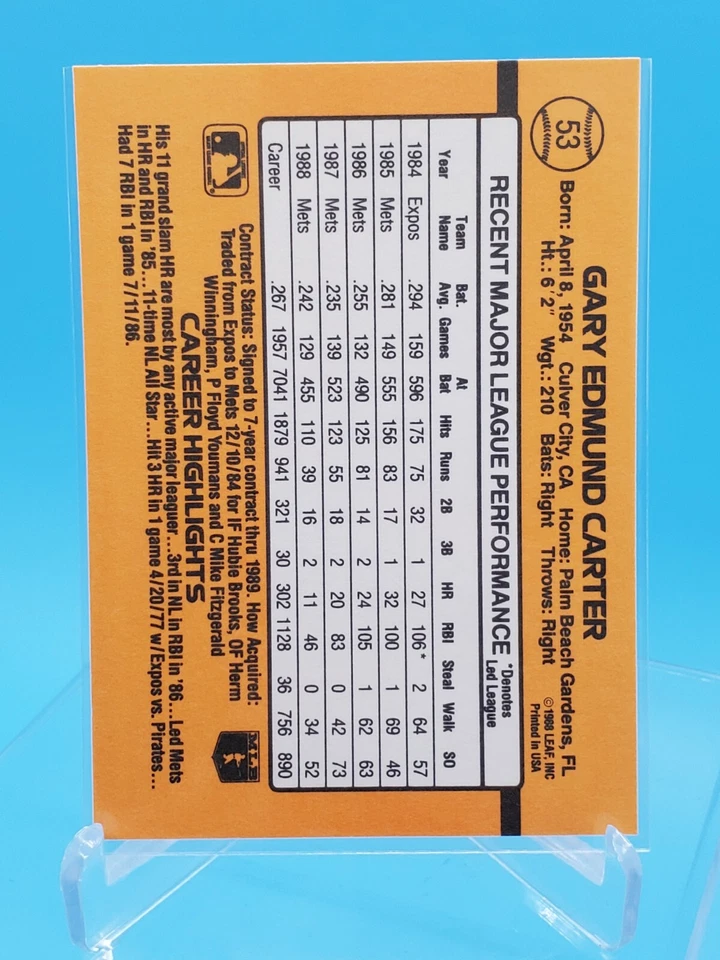 53
GARY EDMUND CARTER
Born: April 8, 1954 Culver City, CA Home: Palm Beach Gardens, FL
Ht.: 6'2" Wgt.: 210 Bats: Right Throws: Right
©1988 LEAF, INC
Printed in USA
RECENT MAJOR LEAGUE PERFORMANCE *Denotes Led League
Year Team Name Bat. Avg. Games At Bat Hits Runs 2B 3B HR RBI Steal Walk SO
1984 Expos .294 159 596 175 75 32 1 27 106* 2 64 57
1985 Mets .281 149 555 156 83 17 1 32 100 1 69 46
1986 Mets .255 132 490 125 81 14 2 24 105 1 62 63
1987 Mets .235 139 523 123 55 18 2 20 83 0 42 73
1988 Mets .242 129 455 110 39 16 2 11 46 0 34 52
Career .267 1957 7041 1879 941 321 30 302 1128 36 756 890
Contract Status: Signed to 7-year contract thru 1989. How Acquired:
Traded from Expos to Mets 12/10/84 for IF Hubie Brooks, OF Herm
Winningham, P Floyd Youmans and C Mike Fitzgerald
MLB
CAREER HIGHLIGHTS
His 11 grand slam HR are most by any active major leaguer...3rd in NL in RBI in '86...Led Mets
in HR and RBI in '85...11-time NL All Star...Hit 3 HR in 1 game 4/20/77 w/Expos vs. Pirates...
Had 7 RBI in 1 game 7/11/86.